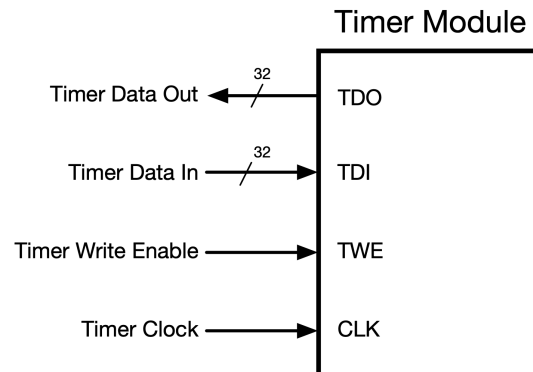 Timer Module
32
Timer Data Out TDO
32
Timer Data In TDI
Timer Write Enable TWE
Timer Clock CLK